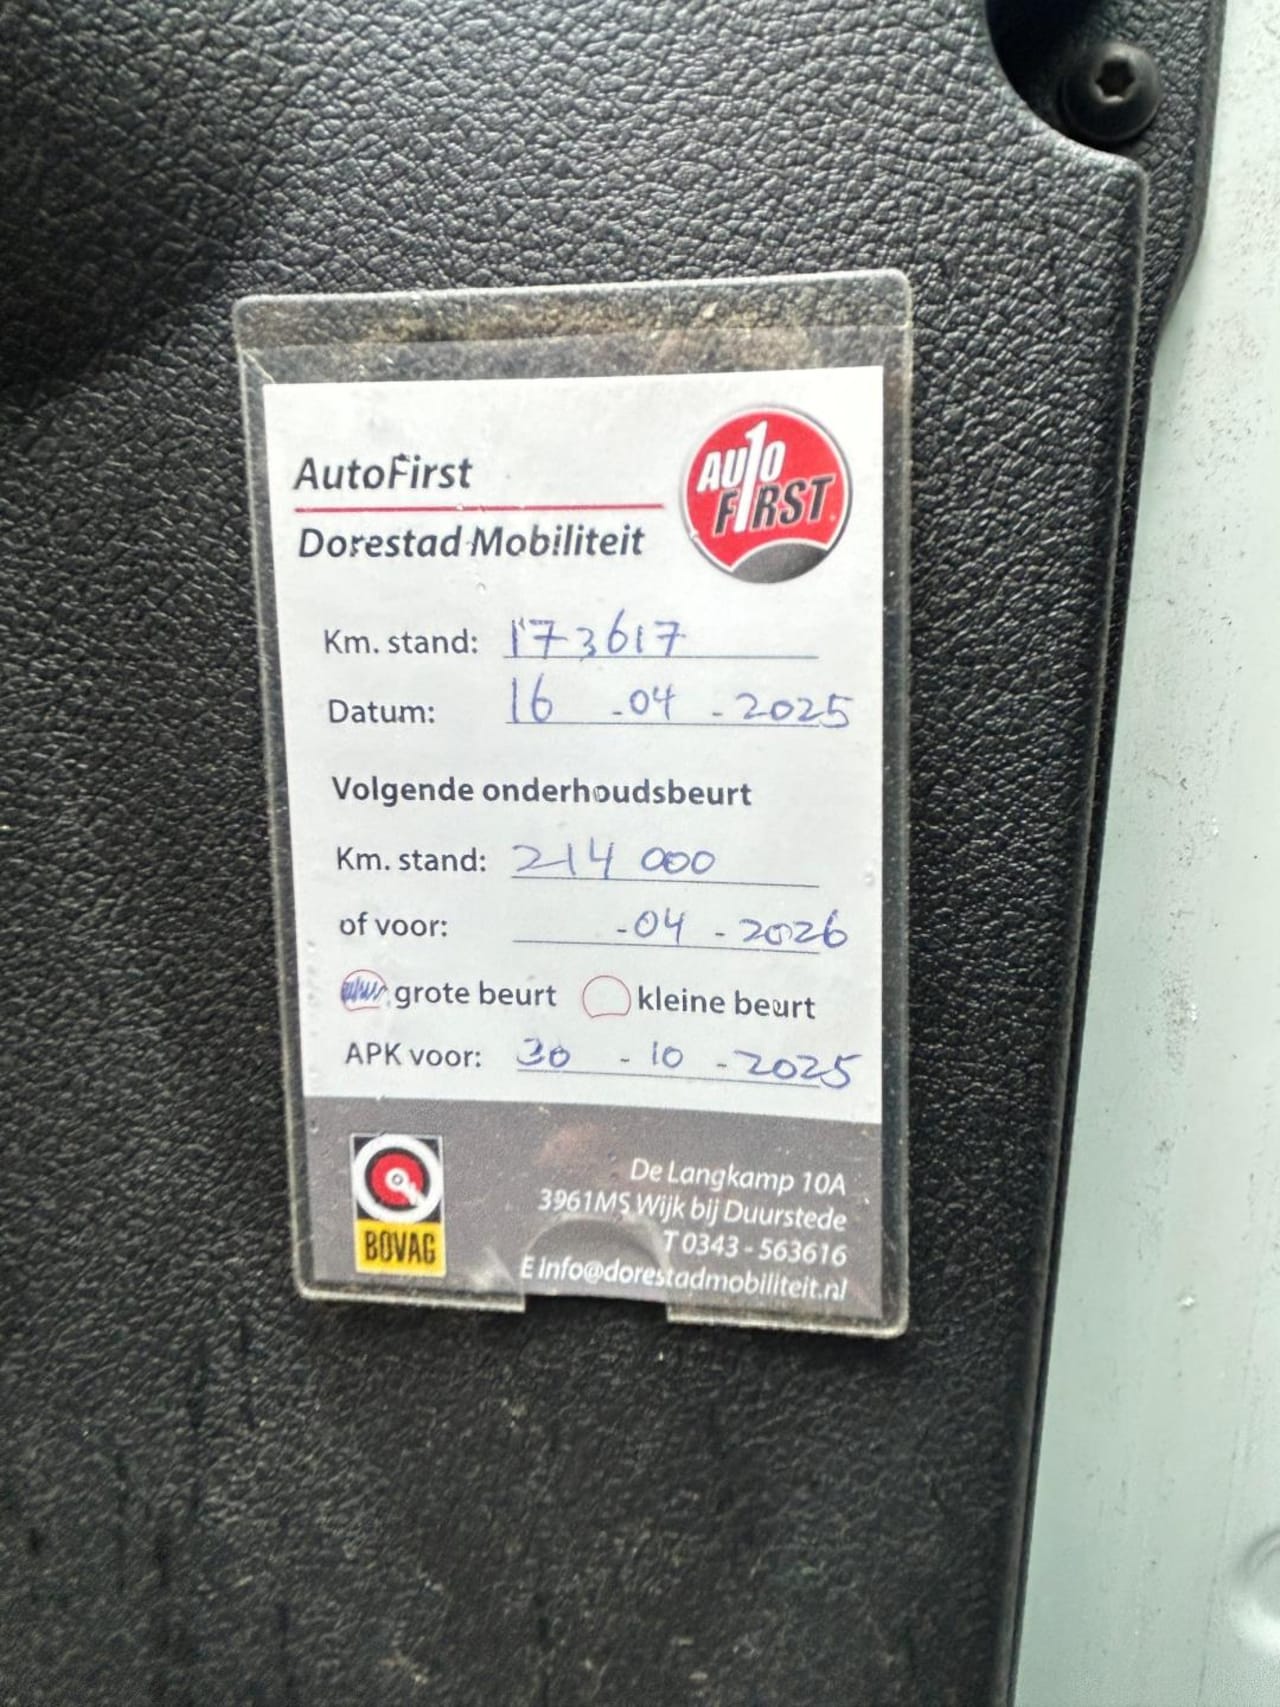 AutoFirst
AUTO FIRST
Dorestad Mobiliteit
Km. stand: 173617
Datum: 16 - 04 - 2025
Volgende onderhoudsbeurt
Km. stand: 214 000
of voor: - 04 - 2026
grote beurt kleine beurt
APK voor: 30 - 10 - 2025
De Langkamp 10A
3961MS Wijk bij Duurstede
T 0343 - 563616
E info@dorestadmobiliteit.nl
BOVAG